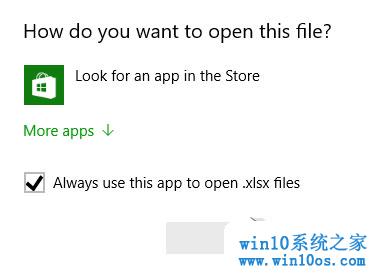 How do you want to open this file?
Look for an app in the Store
More apps ↓
Always use this app to open .xlsx files
win10系统之家
www.win10os.com